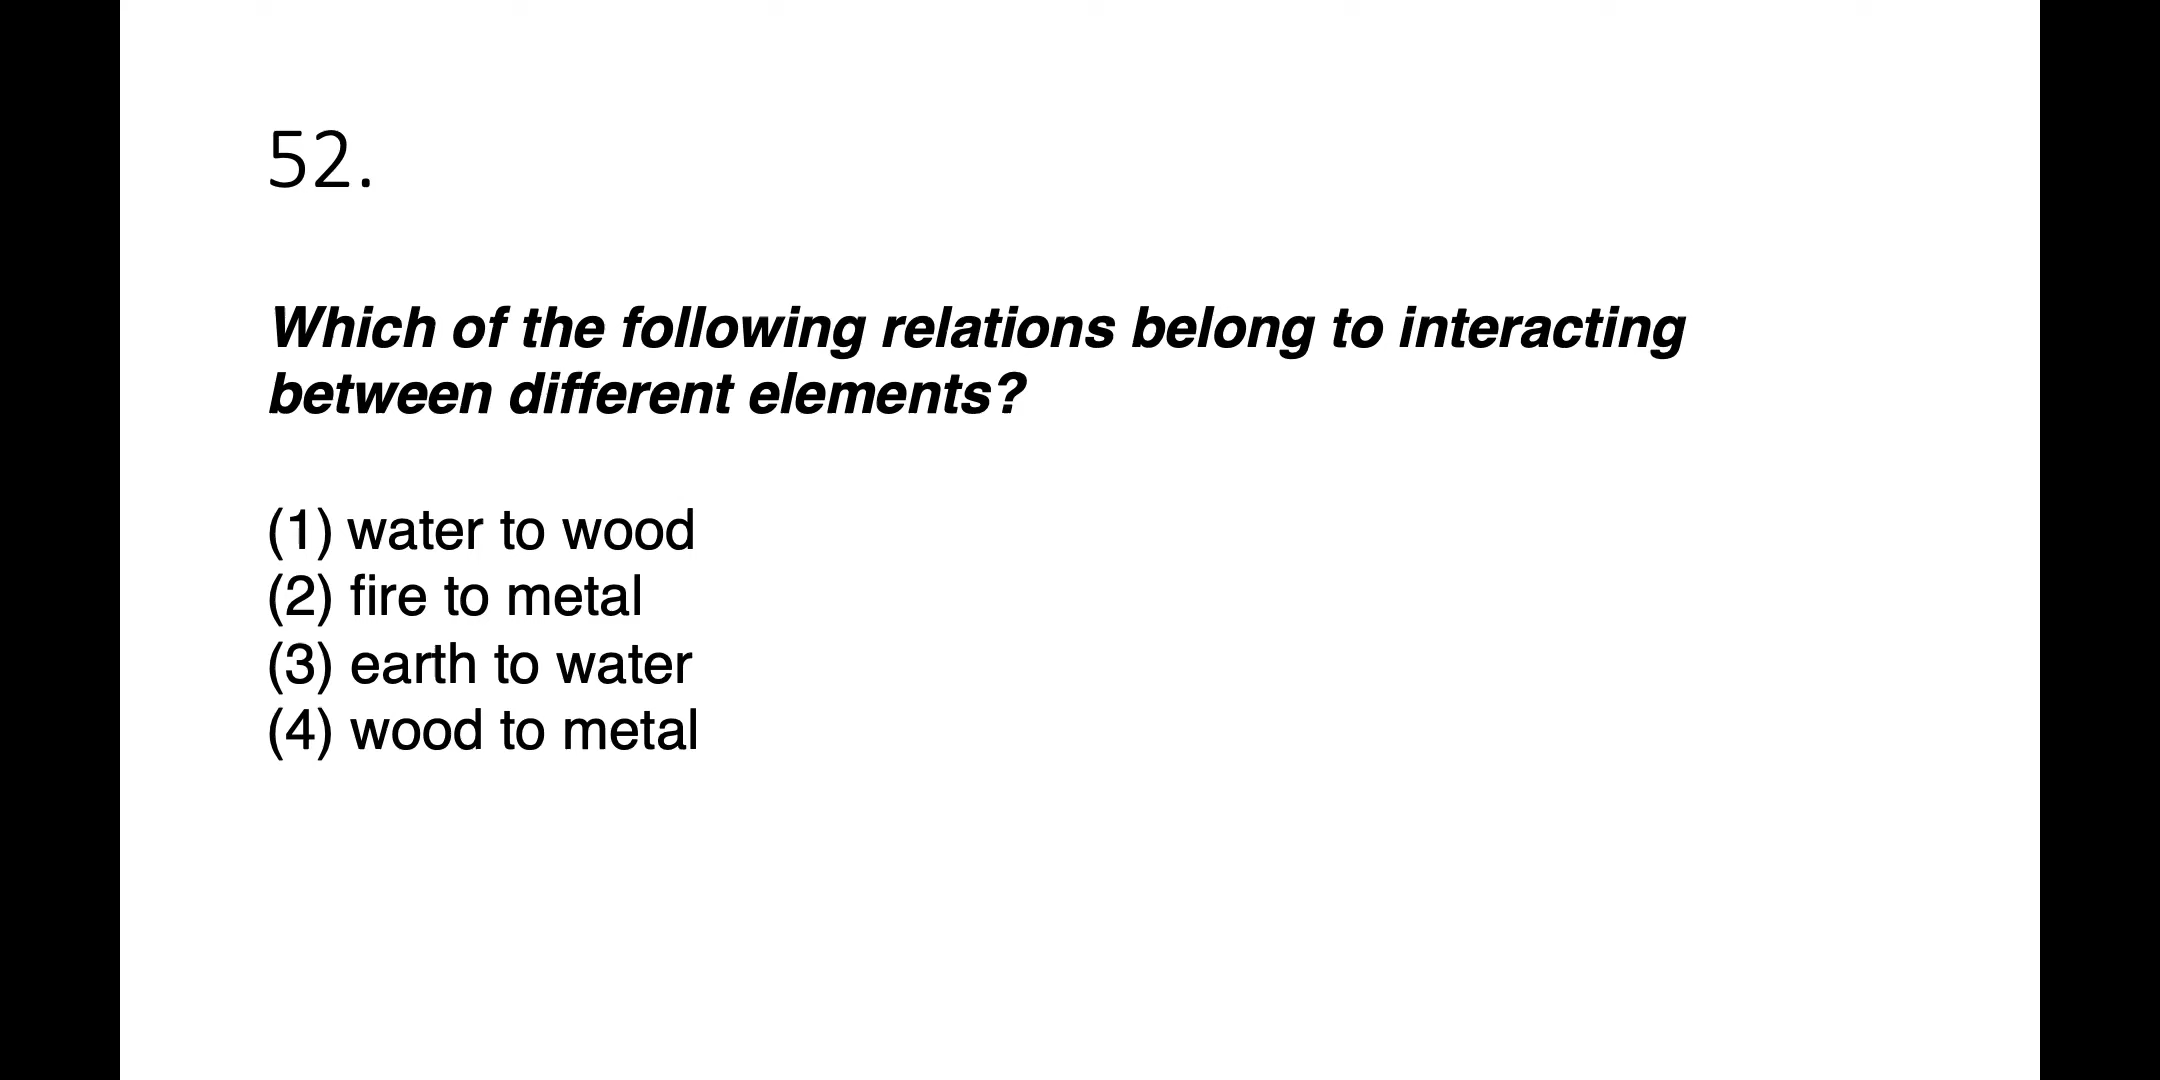 52.
Which of the following relations belong to interacting
between different elements?
(1) water to wood
(2) fire to metal
(3) earth to water
(4) wood to metal